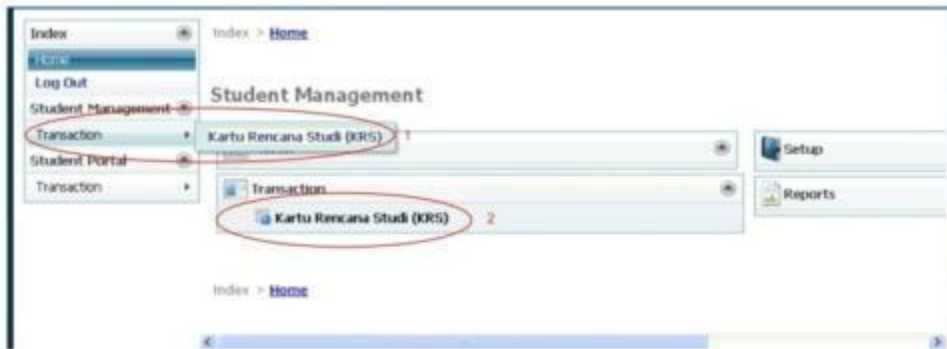 Index
Home
Log Out
Student Management
Transaction
Student Portal
Transaction
Index > Home
Student Management
Kartu Rencana Studi (KRS) 1
Setup
Transaction
Reports
Kartu Rencana Studi (KRS) 2
Index > Home